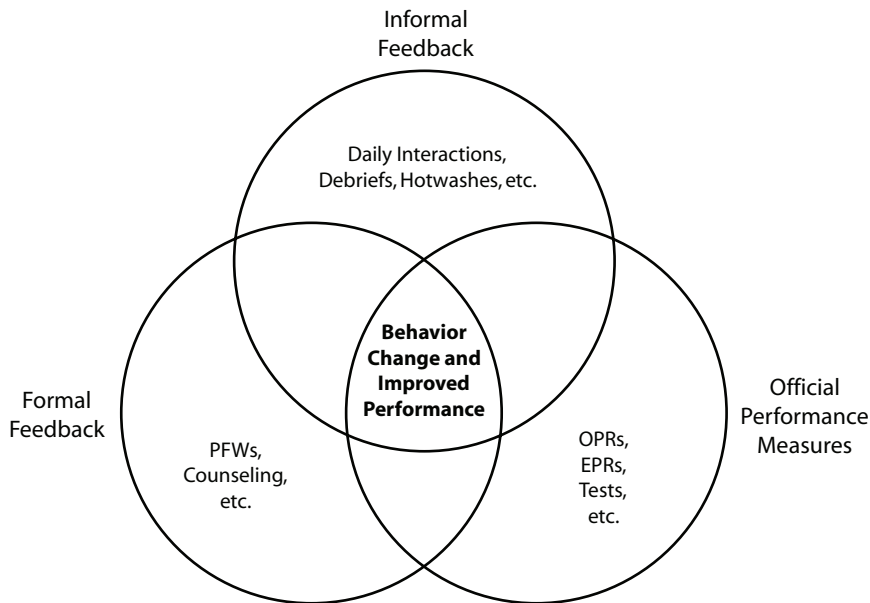 Informal
Feedback
Daily Interactions,
Debriefs, Hotwashes, etc.
Behavior
Change and
Improved
Performance
Formal
Feedback
PFWs,
Counseling,
etc.
OPRs,
EPRs,
Tests,
etc.
Official
Performance
Measures